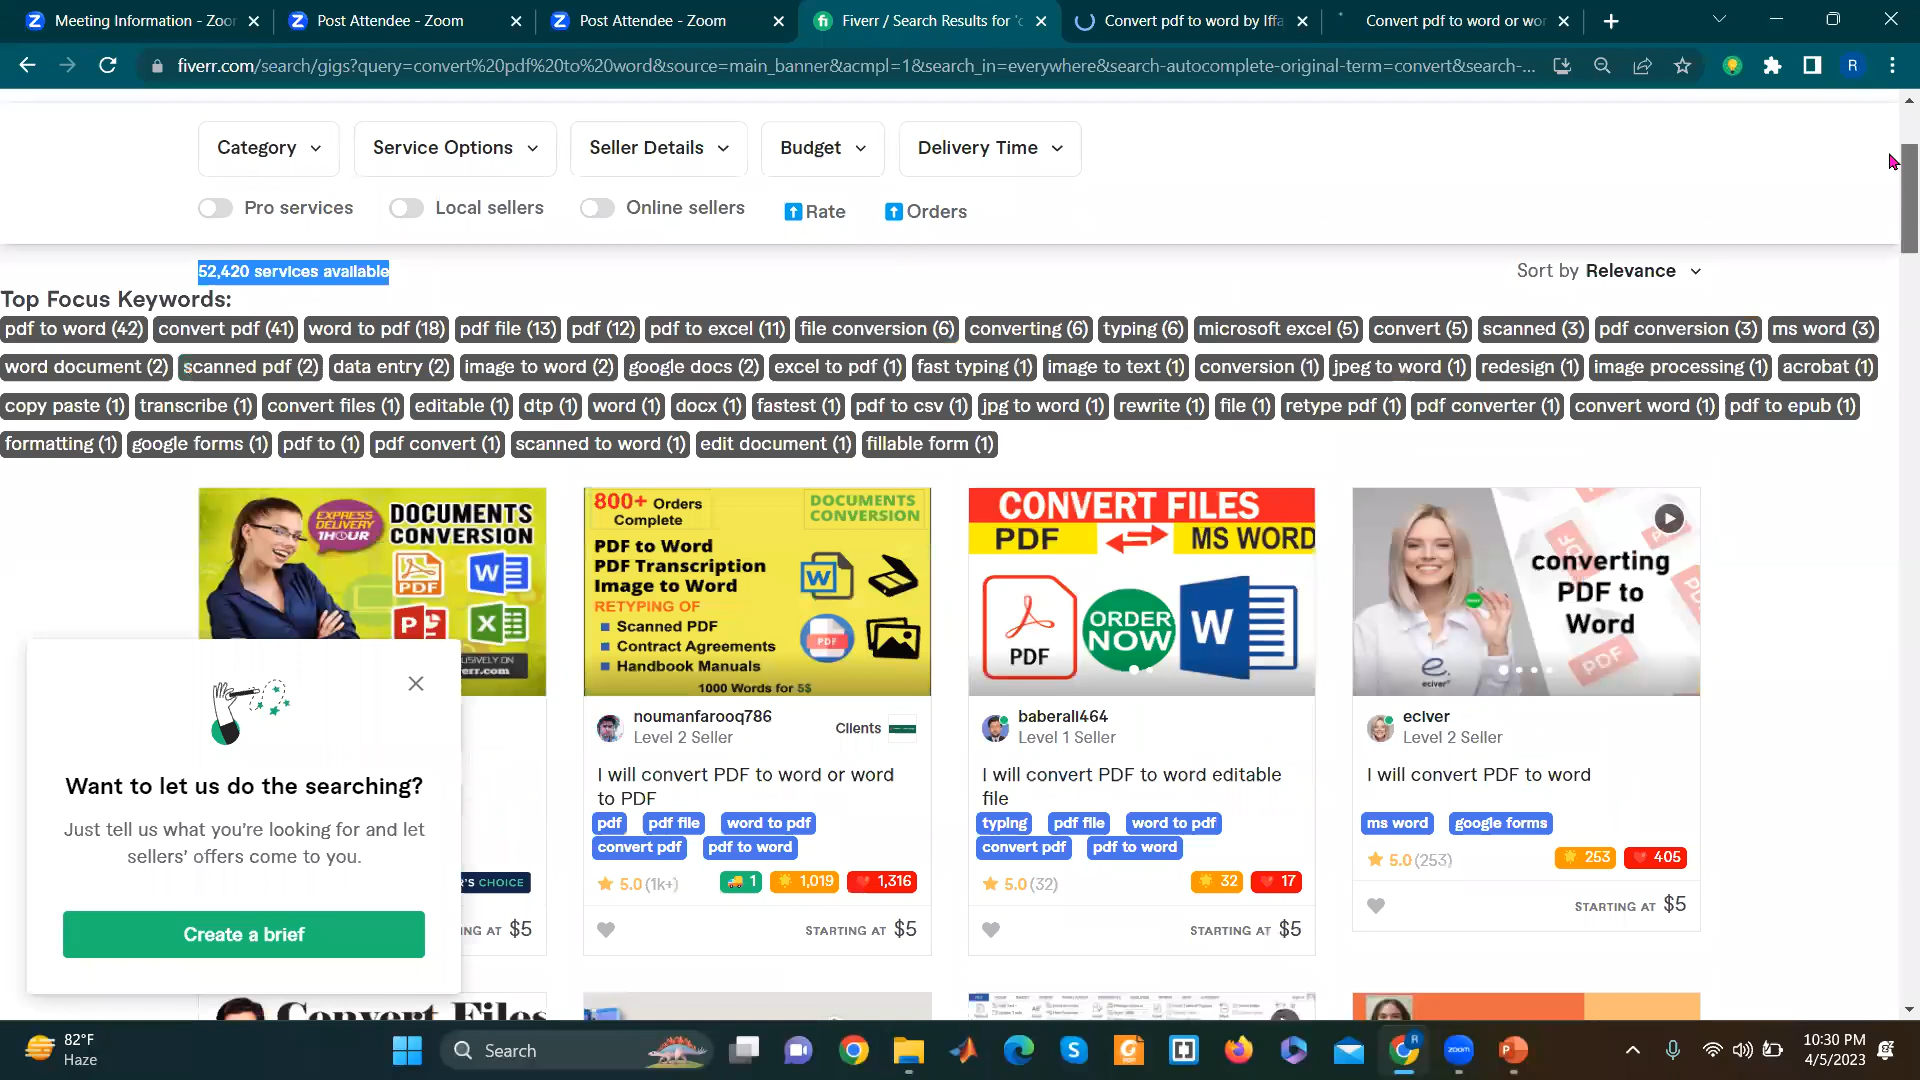 Meeting Information - Zoo
Post Attendee - Zoom
Post Attendee - Zoom
Fiverr / Search Results for
Convert pdf to word by Iffa
Convert pdf to word or wor
fiverr.com/search/gigs?query=convert%20pdf%20to%20word&source=main_banner&acmpl=1&search_in=everywhere&search-autocomplete-original-term=convert&search-...
R
Category
Service Options
Seller Details
Budget
Delivery Time
Pro services
Local sellers
Online sellers
Rate
Orders
52,420 services available
Sort by Relevance
Top Focus Keywords:
pdf to word (42) convert pdf (41) word to pdf (18) pdf file (13) pdf (12) pdf to excel (11) file conversion (6) converting (6) typing (6) microsoft excel (5) convert (5) scanned (3) pdf conversion (3) ms word (3)
word document (2) scanned pdf (2) data entry (2) image to word (2) google docs (2) excel to pdf (1) fast typing (1) image to text (1) conversion (1) jpeg to word (1) redesign (1) image processing (1) acrobat (1)
copy paste (1) transcribe (1) convert files (1) editable (1) dtp (1) word (1) docx (1) fastest (1) pdf to csv (1) jpg to word (1) rewrite (1) file (1) retype pdf (1) pdf converter (1) convert word (1) pdf to epub (1)
formatting (1) google forms (1) pdf to (1) pdf convert (1) scanned to word (1) edit document (1) fillable form (1)
EXPRESS
DELIVERY
1HOUR
DOCUMENTS
CONVERSION
PDF
W
P
X
USIVELY ON
err.com
'S CHOICE
NG AT $5
800+ Orders
Complete
DOCUMENTS
CONVERSION
PDF to Word
PDF Transcription
Image to Word
RETYPING OF
Scanned PDF
Contract Agreements
Handbook Manuals
1000 Words for 5$
W
PDF
noumanfarooq786
Level 2 Seller
Clients
I will convert PDF to word or word
to PDF
pdf pdf file word to pdf
convert pdf pdf to word
5.0 (1k+) 1 1,019 1,316
STARTING AT $5
CONVERT FILES
PDF MS WORD
PDF
ORDER
NOW
W
baberali464
Level 1 Seller
I will convert PDF to word editable
file
typing pdf file word to pdf
convert pdf pdf to word
5.0 (32) 32 17
STARTING AT $5
converting
PDF to
Word
PDF
e.
eciver
eciver
Level 2 Seller
I will convert PDF to word
ms word google forms
5.0 (253) 253 405
STARTING AT $5
Want to let us do the searching?
Just tell us what you're looking for and let
sellers' offers come to you.
Create a brief
Convert Files
82°F
Haze
Search
R
zoom
10:30 PM
4/5/2023